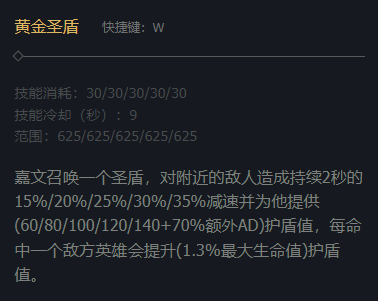 黄金圣盾 快捷键：W
技能消耗：30/30/30/30/30
技能冷却（秒）：9
范围：625/625/625/625/625
嘉文召唤一个圣盾，对附近的敌人造成持续2秒的
15%/20%/25%/30%/35%减速并为他提供
(60/80/100/120/140+70%额外AD)护盾值，每命
中一个敌方英雄会提升(1.3%最大生命值)护盾
值。